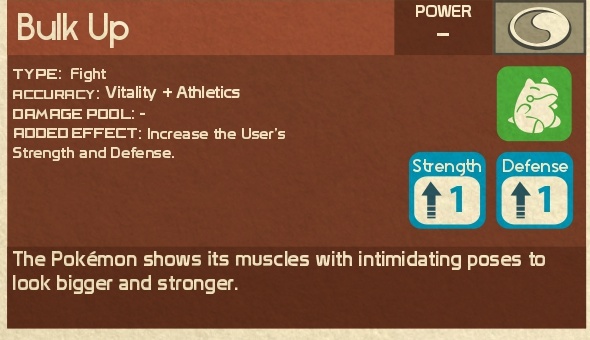 Bulk Up
POWER
–
TYPE: Fight
ACCURACY: Vitality + Athletics
DAMAGE POOL: -
ADDED EFFECT: Increase the User's
Strength and Defense.
Strength
1
Defense
1
The Pokémon shows its muscles with intimidating poses to
look bigger and stronger.